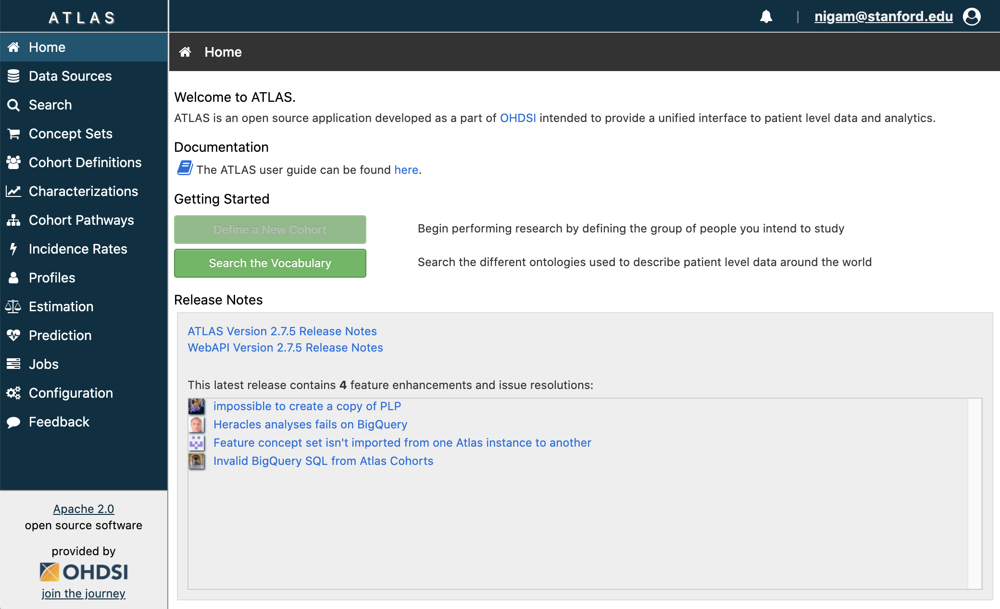 ATLAS
nigam@stanford.edu
Home
Data Sources
Search
Concept Sets
Cohort Definitions
Characterizations
Cohort Pathways
Incidence Rates
Profiles
Estimation
Prediction
Jobs
Configuration
Feedback
Apache 2.0
open source software
provided by
OHDSI
join the journey
Home
Welcome to ATLAS.
ATLAS is an open source application developed as a part of OHDSI intended to provide a unified interface to patient level data and analytics.
Documentation
The ATLAS user guide can be found here.
Getting Started
Define a New Cohort
Begin performing research by defining the group of people you intend to study
Search the Vocabulary
Search the different ontologies used to describe patient level data around the world
Release Notes
ATLAS Version 2.7.5 Release Notes
WebAPI Version 2.7.5 Release Notes
This latest release contains 4 feature enhancements and issue resolutions:
impossible to create a copy of PLP
Heracles analyses fails on BigQuery
Feature concept set isn't imported from one Atlas instance to another
Invalid BigQuery SQL from Atlas Cohorts